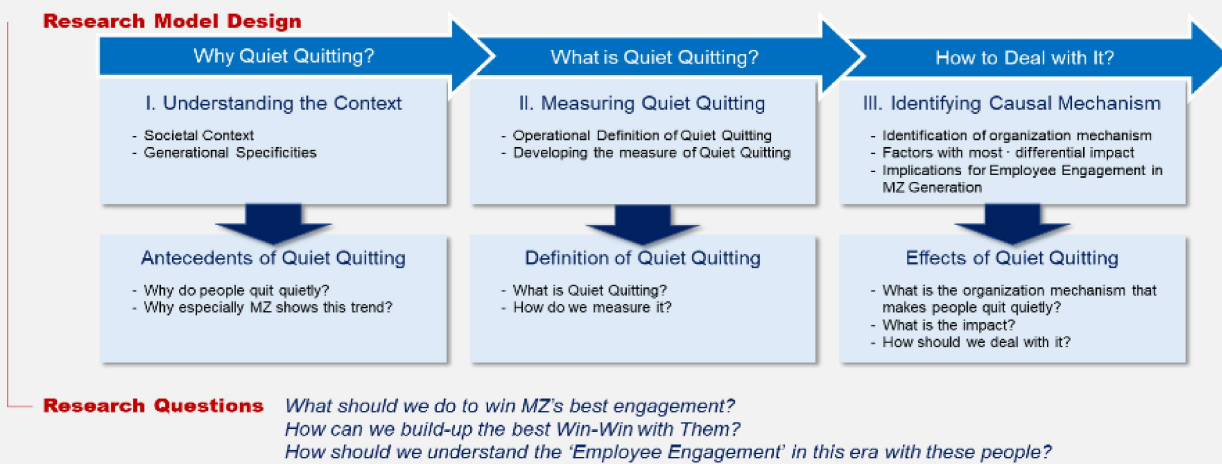 Research Model Design
Why Quiet Quitting?
What is Quiet Quitting?
How to Deal with It?
I. Understanding the Context
- Societal Context
- Generational Specificities
II. Measuring Quiet Quitting
- Operational Definition of Quiet Quitting
- Developing the measure of Quiet Quitting
III. Identifying Causal Mechanism
- Identification of organization mechanism
- Factors with most · differential impact
- Implications for Employee Engagement in
MZ Generation
Antecedents of Quiet Quitting
- Why do people quit quietly?
- Why especially MZ shows this trend?
Definition of Quiet Quitting
- What is Quiet Quitting?
- How do we measure it?
Effects of Quiet Quitting
- What is the organization mechanism that
makes people quit quietly?
- What is the impact?
- How should we deal with it?
Research Questions
What should we do to win MZ's best engagement?
How can we build-up the best Win-Win with Them?
How should we understand the 'Employee Engagement' in this era with these people?